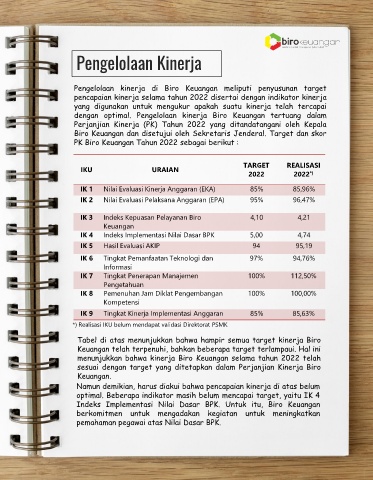 birokeuangan
Pengelolaan Kinerja
Pengelolaan kinerja di Biro Keuangan meliputi penyusunan target
pencapaian kinerja selama tahun 2022 disertai dengan indikator kinerja
yang digunakan untuk mengukur apakah suatu kinerja telah tercapai
dengan optimal. Pengelolaan kinerja Biro Keuangan tertuang dalam
Perjanjian Kinerja (PK) Tahun 2022 yang ditandatangani oleh Kepala
Biro Keuangan dan disetujui oleh Sekretaris Jenderal. Target dan skor
PK Biro Keuangan Tahun 2022 sebagai berikut :
IKU URAIAN TARGET 2022 REALISASI 2022*)
IK 1 Nilai Evaluasi Kinerja Anggaran (EKA) 85% 85,96%
IK 2 Nilai Evaluasi Pelaksana Anggaran (EPA) 95% 96,47%
IK 3 Indeks Kepuasan Pelayanan Biro 4,10 4,21
Keuangan
IK 4 Indeks Implementasi Nilai Dasar BPK 5,00 4,74
IK 5 Hasil Evaluasi AKIP 94 95,19
IK 6 Tingkat Pemanfaatan Teknologi dan 97% 94,76%
Informasi
IK 7 Tingkat Penerapan Manajemen 100% 112,50%
Pengetahuan
IK 8 Pemenuhan Jam Diklat Pengembangan 100% 100,00%
Kompetensi
IK 9 Tingkat Kinerja Implementasi Anggaran 85% 85,63%
*) Realisasi IKU belum mendapat validasi Direktorat PSMK
Tabel di atas menunjukkan bahwa hampir semua target kinerja Biro
Keuangan telah terpenuhi, bahkan beberapa target terlampaui. Hal ini
menunjukkan bahwa kinerja Biro Keuangan selama tahun 2022 telah
sesuai dengan target yang ditetapkan dalam Perjanjian Kinerja Biro
Keuangan.
Namun demikian, harus diakui bahwa pencapaian kinerja di atas belum
optimal. Beberapa indikator masih belum mencapai target, yaitu IK 4
Indeks Implementasi Nilai Dasar BPK. Untuk itu, Biro Keuangan
berkomitmen untuk mengadakan kegiatan untuk meningkatkan
pemahaman pegawai atas Nilai Dasar BPK.